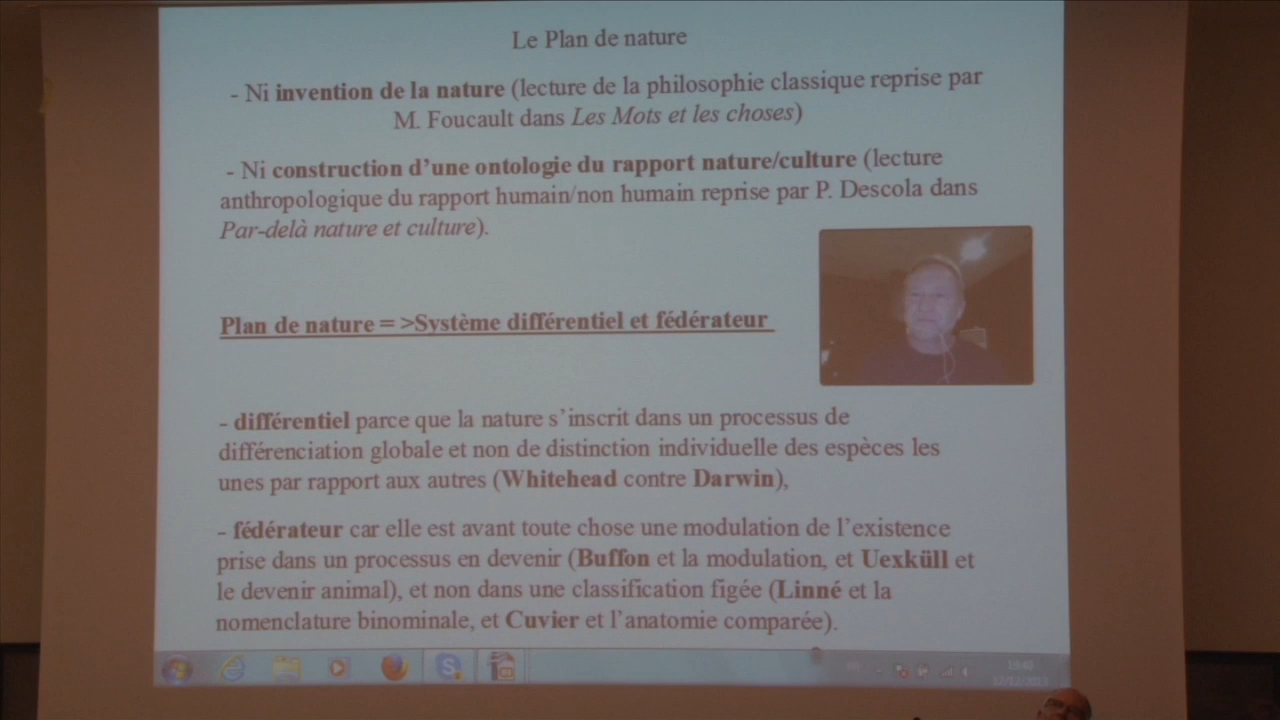 Le Plan de nature
- Ni invention de la nature (lecture de la philosophie classique reprise par
M. Foucault dans Les Mots et les choses)
- Ni construction d’une ontologie du rapport nature/culture (lecture
anthropologique du rapport humain/non humain reprise par P. Descola dans
Par-delà nature et culture).
Plan de nature = >Système différentiel et fédérateur
- différentiel parce que la nature s’inscrit dans un processus de
différenciation globale et non de distinction individuelle des espèces les
unes par rapport aux autres (Whitehead contre Darwin),
- fédérateur car elle est avant toute chose une modulation de l’existence
prise dans un processus en devenir (Buffon et la modulation, et Uexküll et
le devenir animal), et non dans une classification figée (Linné et la
nomenclature binominale, et Cuvier et l’anatomie comparée).
12/12/2013